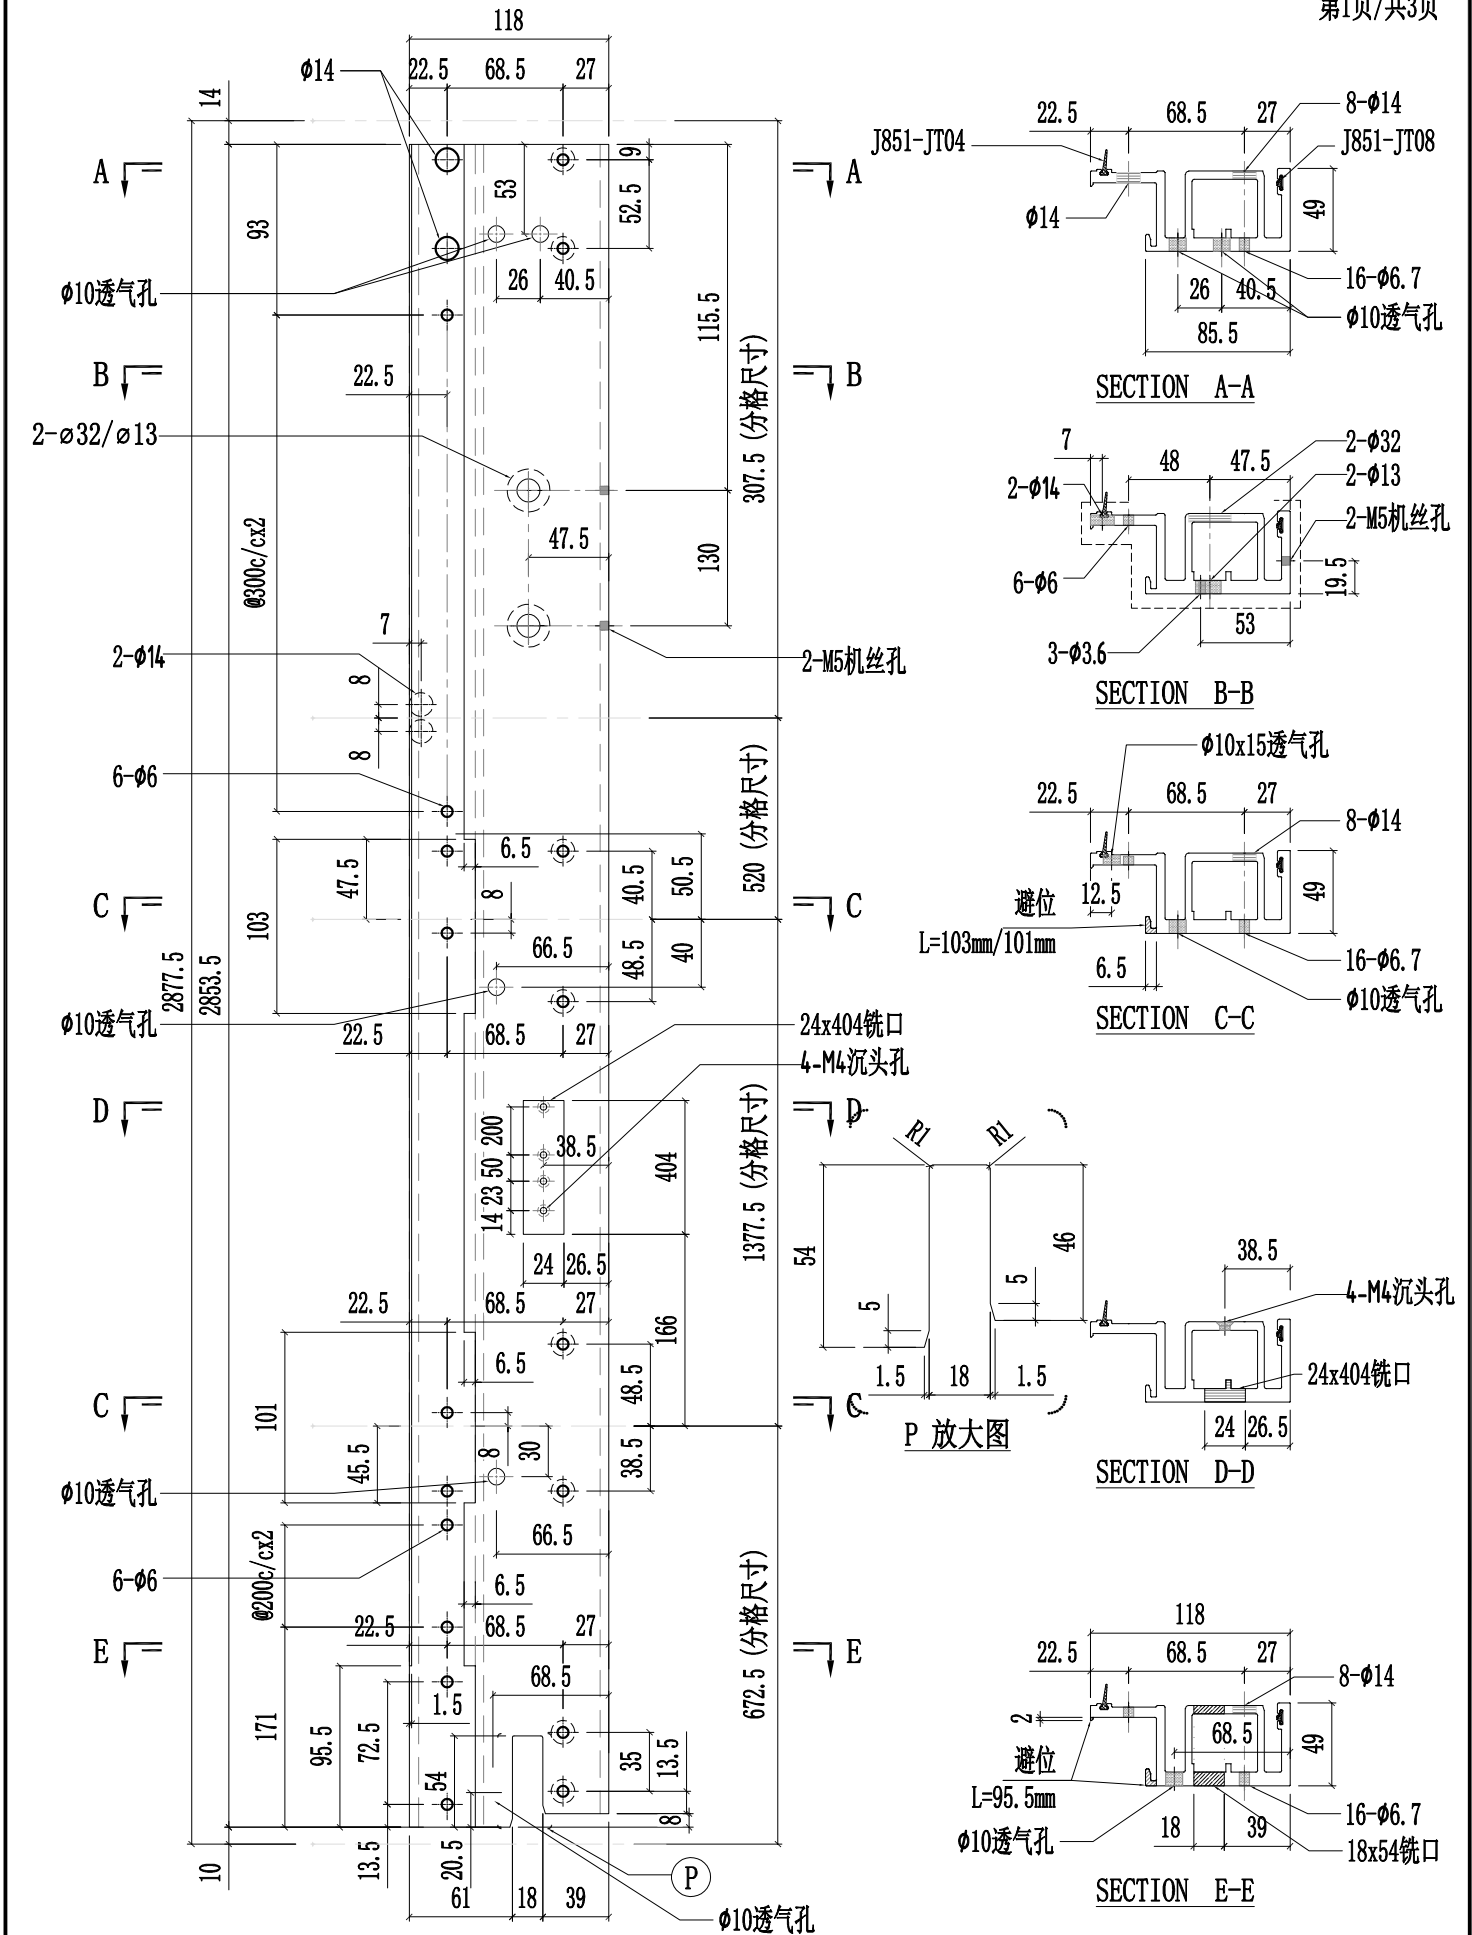 第1页/共3页
118
Φ14
22.5
68.5
27
14
A
A
9
53
52.5
93
Φ10透气孔
26
40.5
115.5
307.5 (分格尺寸)
B
B
22.5
2-⌀32/⌀13
@300c/cx2
47.5
130
7
2-Φ14
8
8
2-M5机丝孔
6-Φ6
520 (分格尺寸)
47.5
6.5
8
40.5
50.5
C
C
103
66.5
48.5
40
2877.5
2853.5
Φ10透气孔
22.5
68.5
27
24x404铣口
4-M4沉头孔
D
D
200
50
23
14
38.5
404
1377.5 (分格尺寸)
24
26.5
22.5
68.5
27
166
6.5
48.5
C
C
101
45.5
8
30
38.5
Φ10透气孔
66.5
6-Φ6
@200c/cx2
6.5
672.5 (分格尺寸)
22.5
68.5
27
E
E
68.5
1.5
171
95.5
72.5
54
35
13.5
8
10
13.5
20.5
P
61
18
39
Φ10透气孔
22.5
68.5
27
8-Φ14
J851-JT04
J851-JT08
Φ14
49
16-Φ6.7
26
40.5
Φ10透气孔
85.5
SECTION A-A
7
48
47.5
2-Φ32
2-Φ13
2-Φ14
2-M5机丝孔
6-Φ6
19.5
53
3-Φ3.6
SECTION B-B
Φ10x15透气孔
22.5
68.5
27
8-Φ14
避位
12.5
49
L=103mm/101mm
6.5
16-Φ6.7
Φ10透气孔
SECTION C-C
R1
R1
54
46
5
5
1.5
18
1.5
P 放大图
38.5
4-M4沉头孔
24x404铣口
24
26.5
SECTION D-D
118
22.5
68.5
27
8-Φ14
2
68.5
49
避位
L=95.5mm
Φ10透气孔
18
39
16-Φ6.7
18x54铣口
SECTION E-E